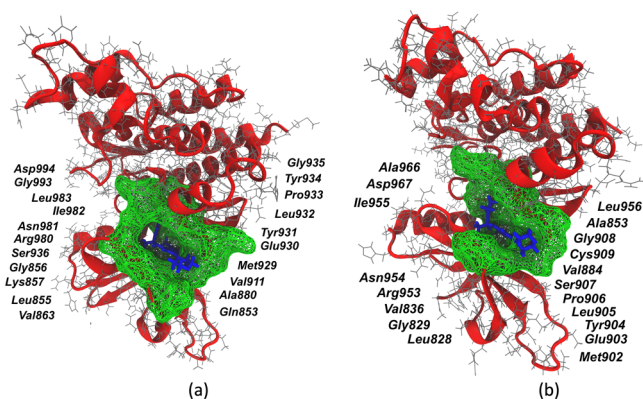 Asp994
Gly993
Leu983
Ile982
Asn981
Arg980
Ser936
Gly856
Lys857
Leu855
Val863
Gly935
Tyr934
Pro933
Leu932
Tyr931
Glu930
Met929
Val911
Ala880
Gln853
(a)
Ala966
Asp967
Ile955
Asn954
Arg953
Val836
Gly829
Leu828
Leu956
Ala853
Gly908
Cys909
Val884
Ser907
Pro906
Leu905
Tyr904
Glu903
Met902
(b)